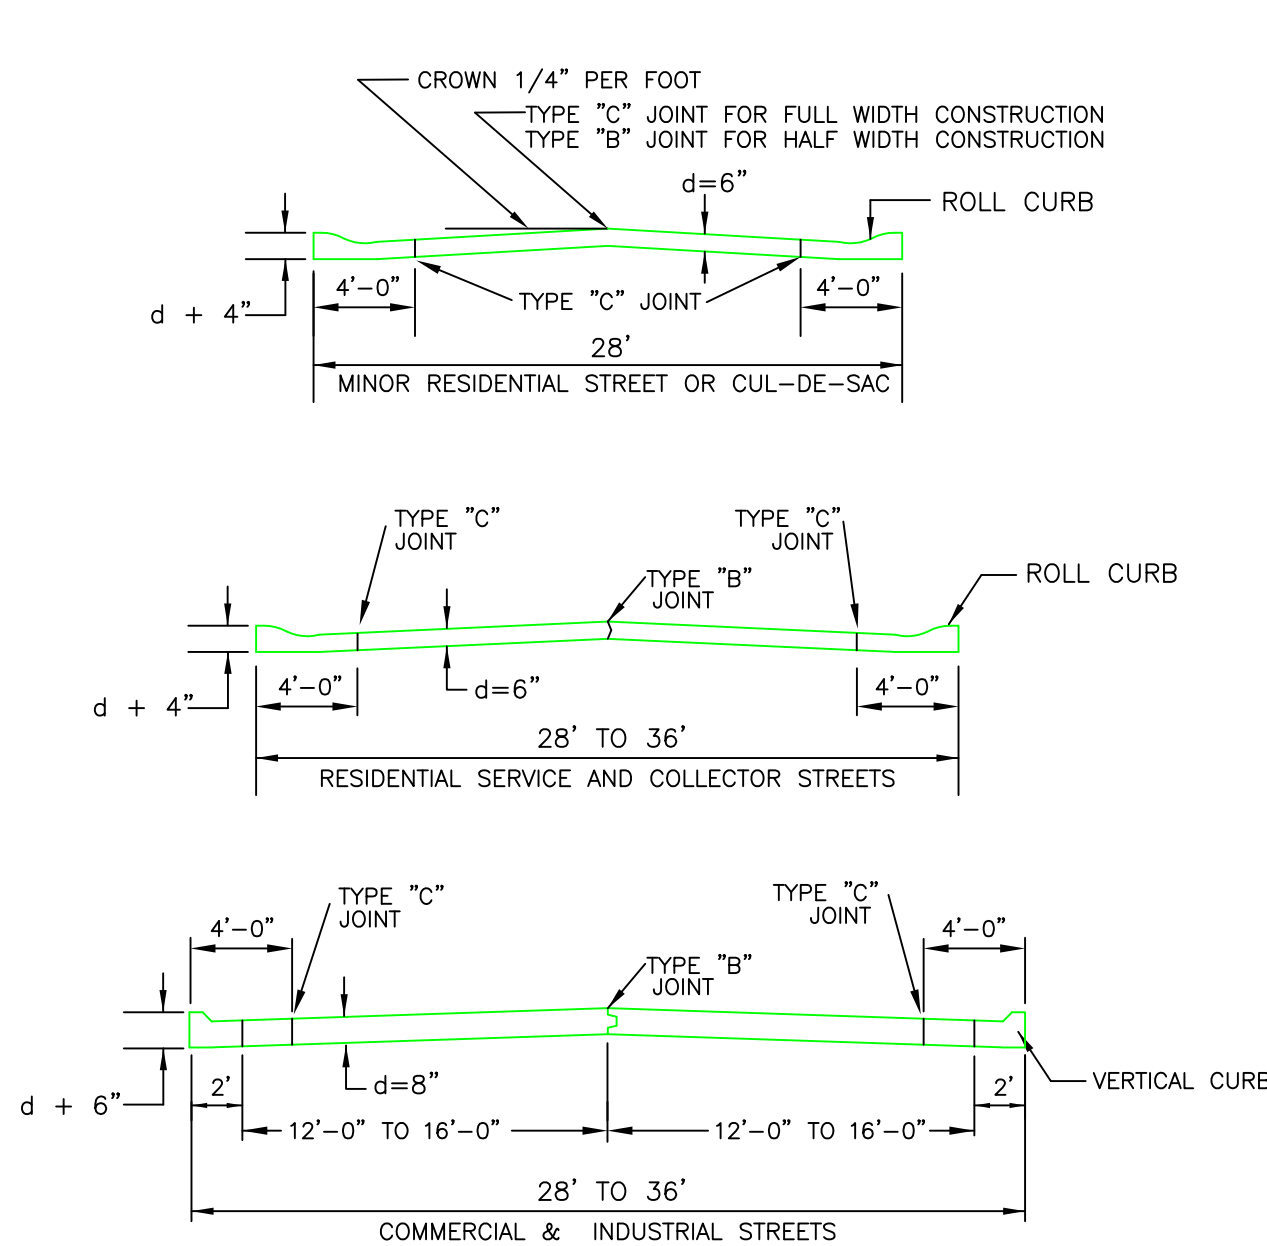 CROWN 1/4" PER FOOT
TYPE "C" JOINT FOR FULL WIDTH CONSTRUCTION
TYPE "B" JOINT FOR HALF WIDTH CONSTRUCTION
d=6"
ROLL CURB
4'-0"
TYPE "C" JOINT
4'-0"
d + 4"
28'
MINOR RESIDENTIAL STREET OR CUL-DE-SAC
TYPE "C"
JOINT
TYPE "C"
JOINT
TYPE "B"
JOINT
ROLL CURB
4'-0"
d=6"
4'-0"
d + 4"
28' TO 36'
RESIDENTIAL SERVICE AND COLLECTOR STREETS
TYPE "C"
JOINT
TYPE "C"
JOINT
4'-0"
4'-0"
TYPE "B"
JOINT
2'
d=8"
2'
VERTICAL CURB
d + 6"
12'-0" TO 16'-0"
12'-0" TO 16'-0"
28' TO 36'
COMMERCIAL & INDUSTRIAL STREETS